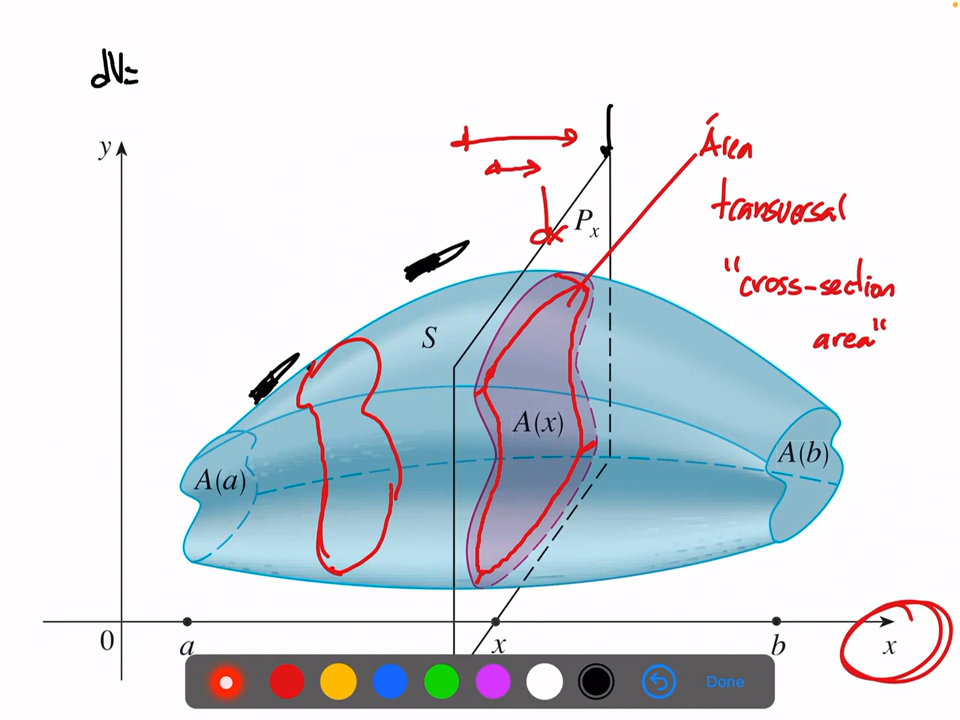 dV=
y
Área
transversal
"cross-section
area"
dx
Pₓ
S
A(x)
A(a)
A(b)
0
a
x
b
x
Done